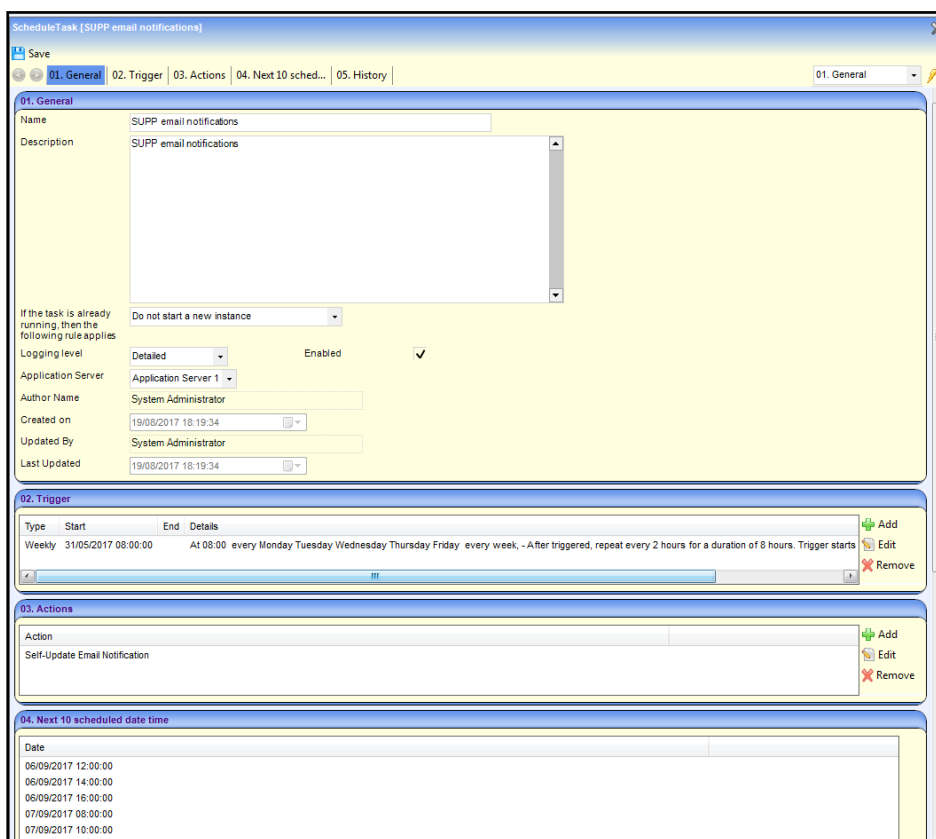 ScheduleTask [SUPP email notifications]
Save
01. General 02. Trigger 03. Actions 04. Next 10 sched... 05. History 01. General
01. General
Name SUPP email notifications
Description SUPP email notifications
If the task is already
running, then the
following rule applies
Do not start a new instance
Logging level Detailed Enabled
Application Server Application Server 1
Author Name System Administrator
Created on 19/08/2017 18:19:34
Updated By System Administrator
Last Updated 19/08/2017 18:19:34
02. Trigger
Type Start End Details
Weekly 31/05/2017 08:00:00 At 08:00 every Monday Tuesday Wednesday Thursday Friday every week, - After triggered, repeat every 2 hours for a duration of 8 hours. Trigger starts
Add
Edit
Remove
03. Actions
Action
Self-Update Email Notification
Add
Edit
Remove
04. Next 10 scheduled date time
Date
06/09/2017 12:00:00
06/09/2017 14:00:00
06/09/2017 16:00:00
07/09/2017 08:00:00
07/09/2017 10:00:00